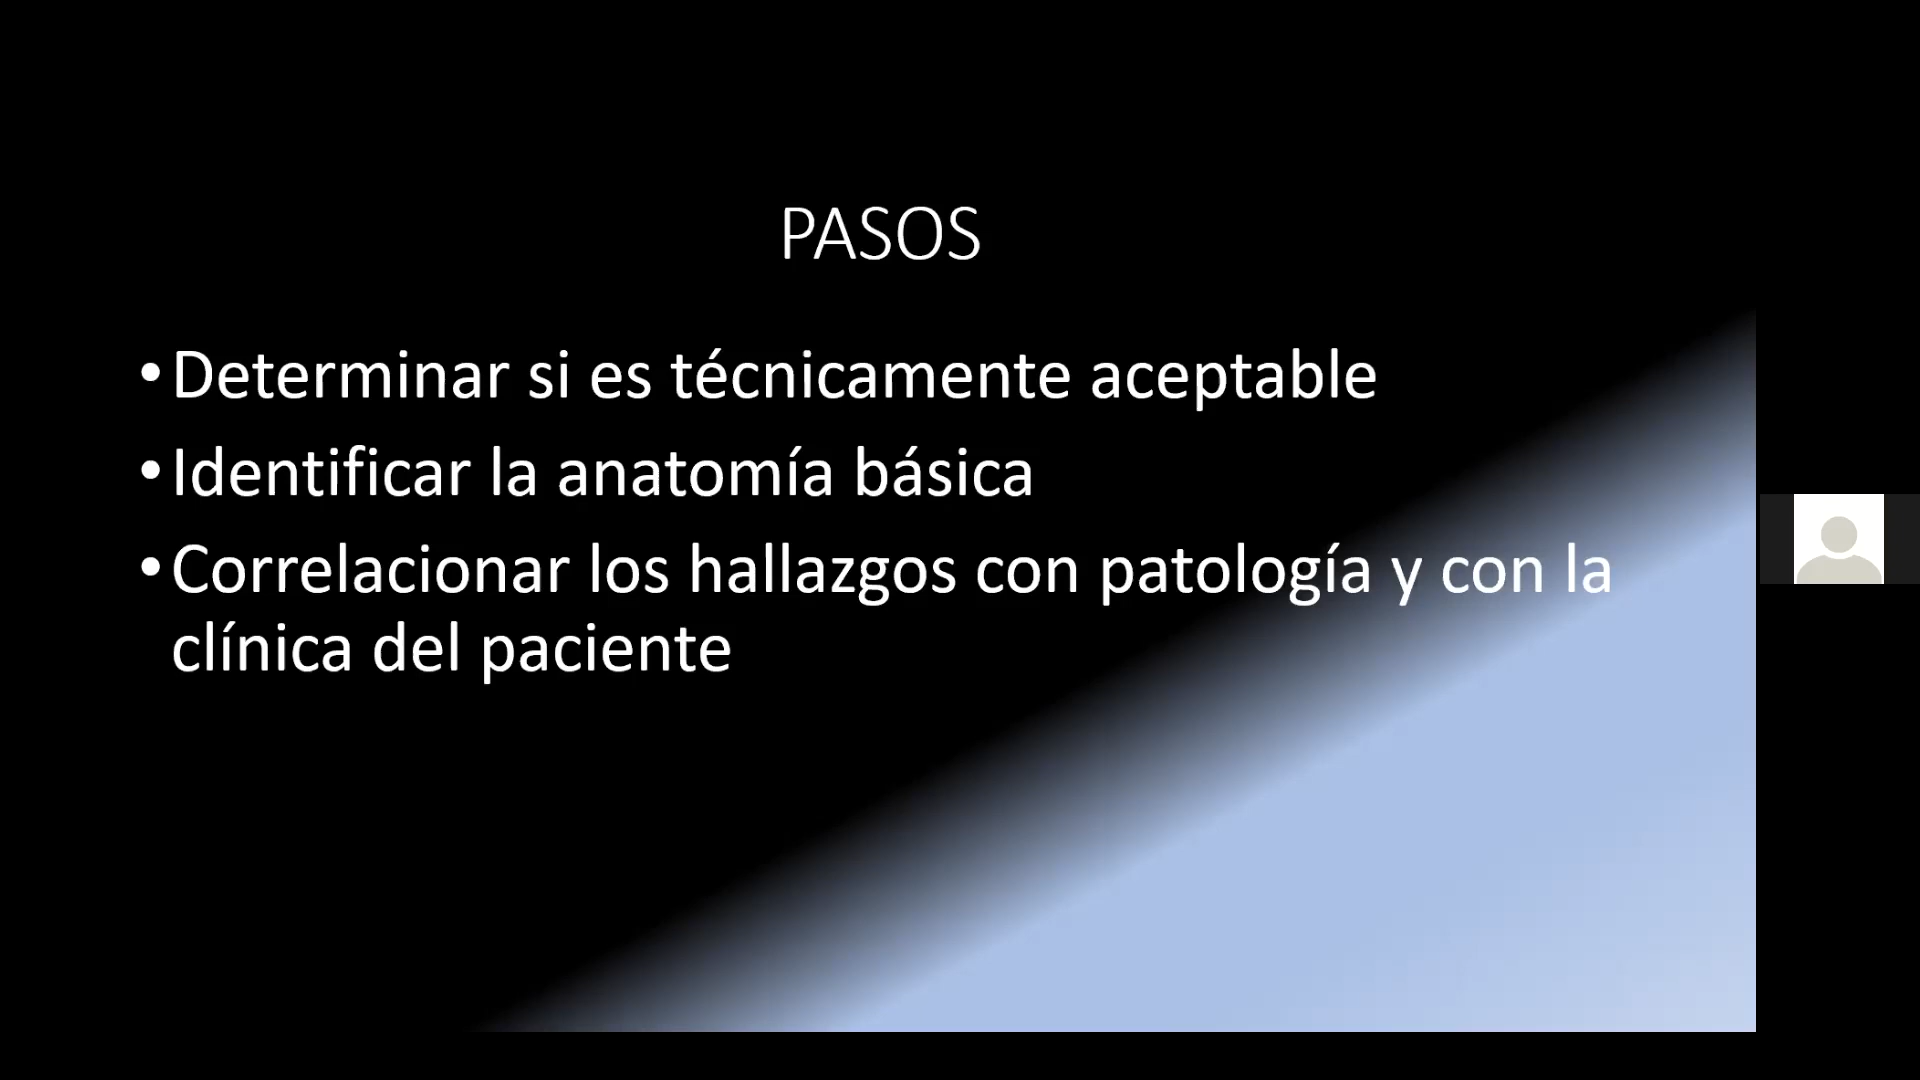 PASOS
• Determinar si es técnicamente aceptable
• Identificar la anatomía básica
• Correlacionar los hallazgos con patología y con la
clínica del paciente